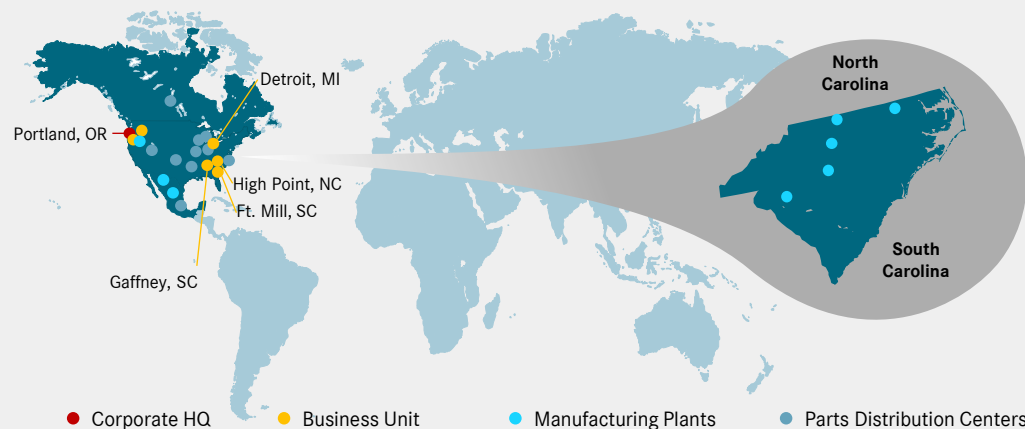 North
Carolina
Detroit, MI
Portland, OR
High Point, NC
Ft. Mill, SC
South
Carolina
Gaffney, SC
Corporate HQ
Business Unit
Manufacturing Plants
Parts Distribution Centers